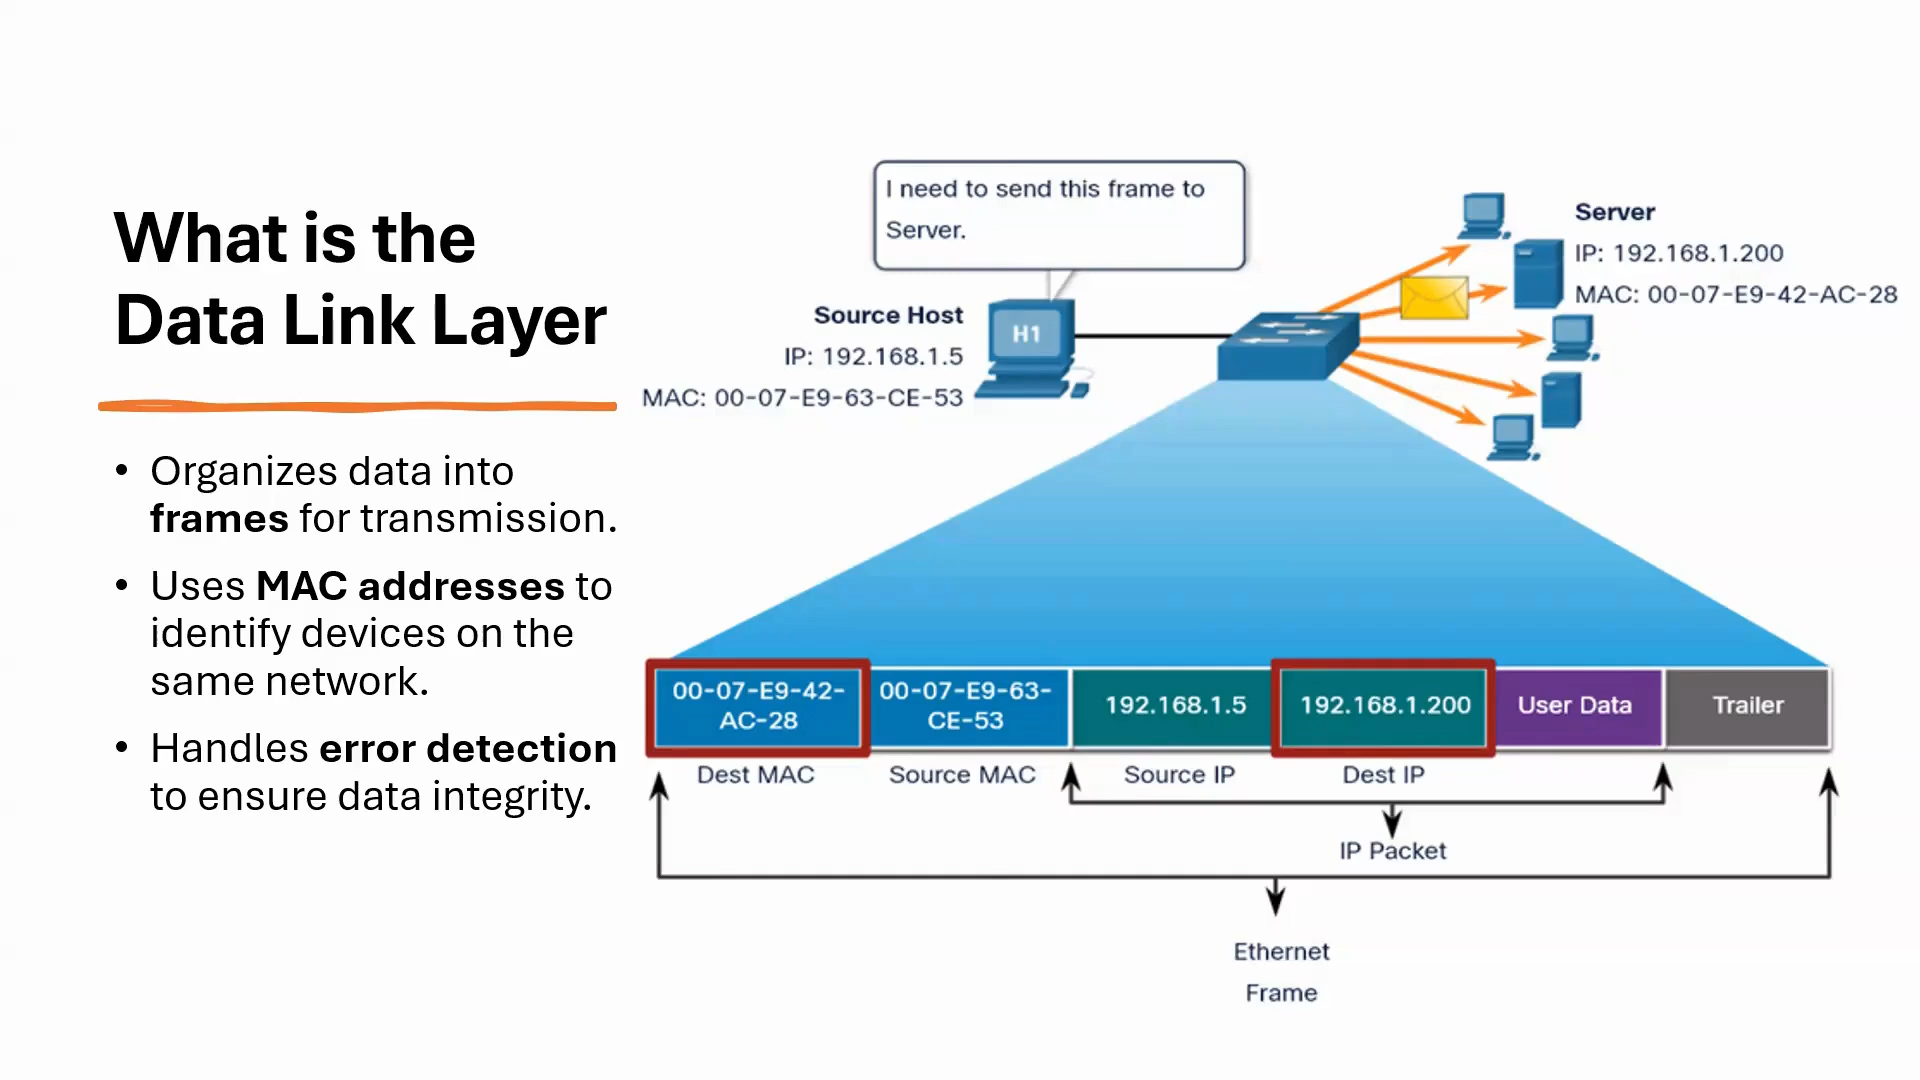 What is the
Data Link Layer
• Organizes data into
frames for transmission.
• Uses MAC addresses to
identify devices on the
same network.
• Handles error detection
to ensure data integrity.
I need to send this frame to
Server.
Source Host
IP: 192.168.1.5
MAC: 00-07-E9-63-CE-53
H1
Server
IP: 192.168.1.200
MAC: 00-07-E9-42-AC-28
00-07-E9-42-
AC-28
00-07-E9-63-
CE-53
192.168.1.5
192.168.1.200
User Data
Trailer
Dest MAC
Source MAC
Source IP
Dest IP
IP Packet
Ethernet
Frame